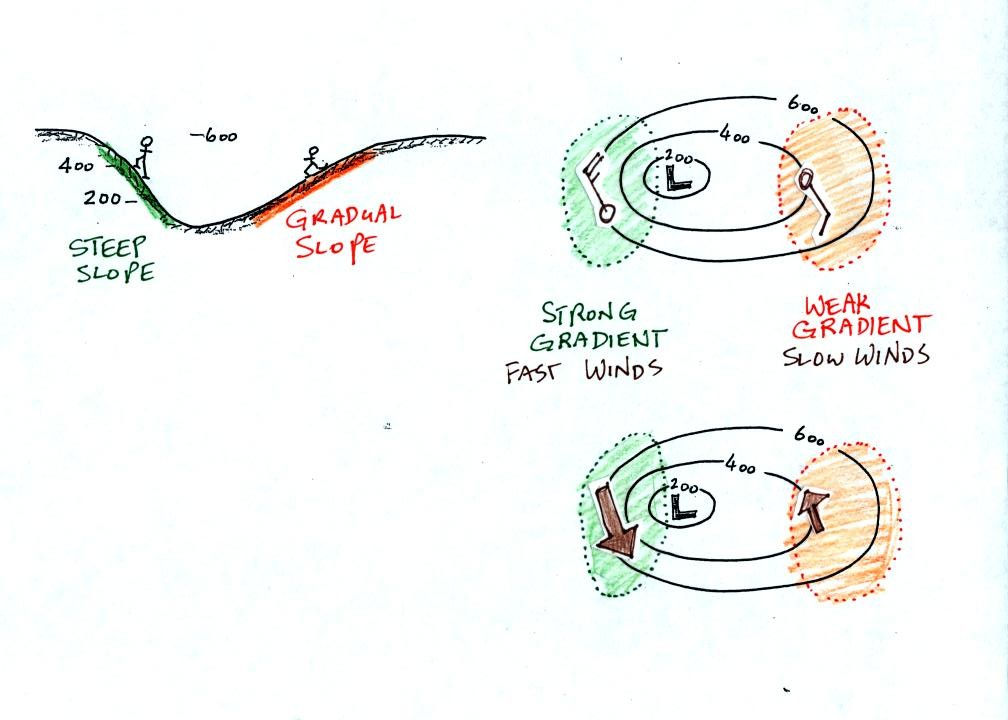 -600
400-
200-
STEEP
SLOPE
GRADUAL
SLOPE
600
400
200
L
STRONG
GRADIENT
FAST WINDS
WEAK
GRADIENT
SLOW WINDS
600
400
200
L